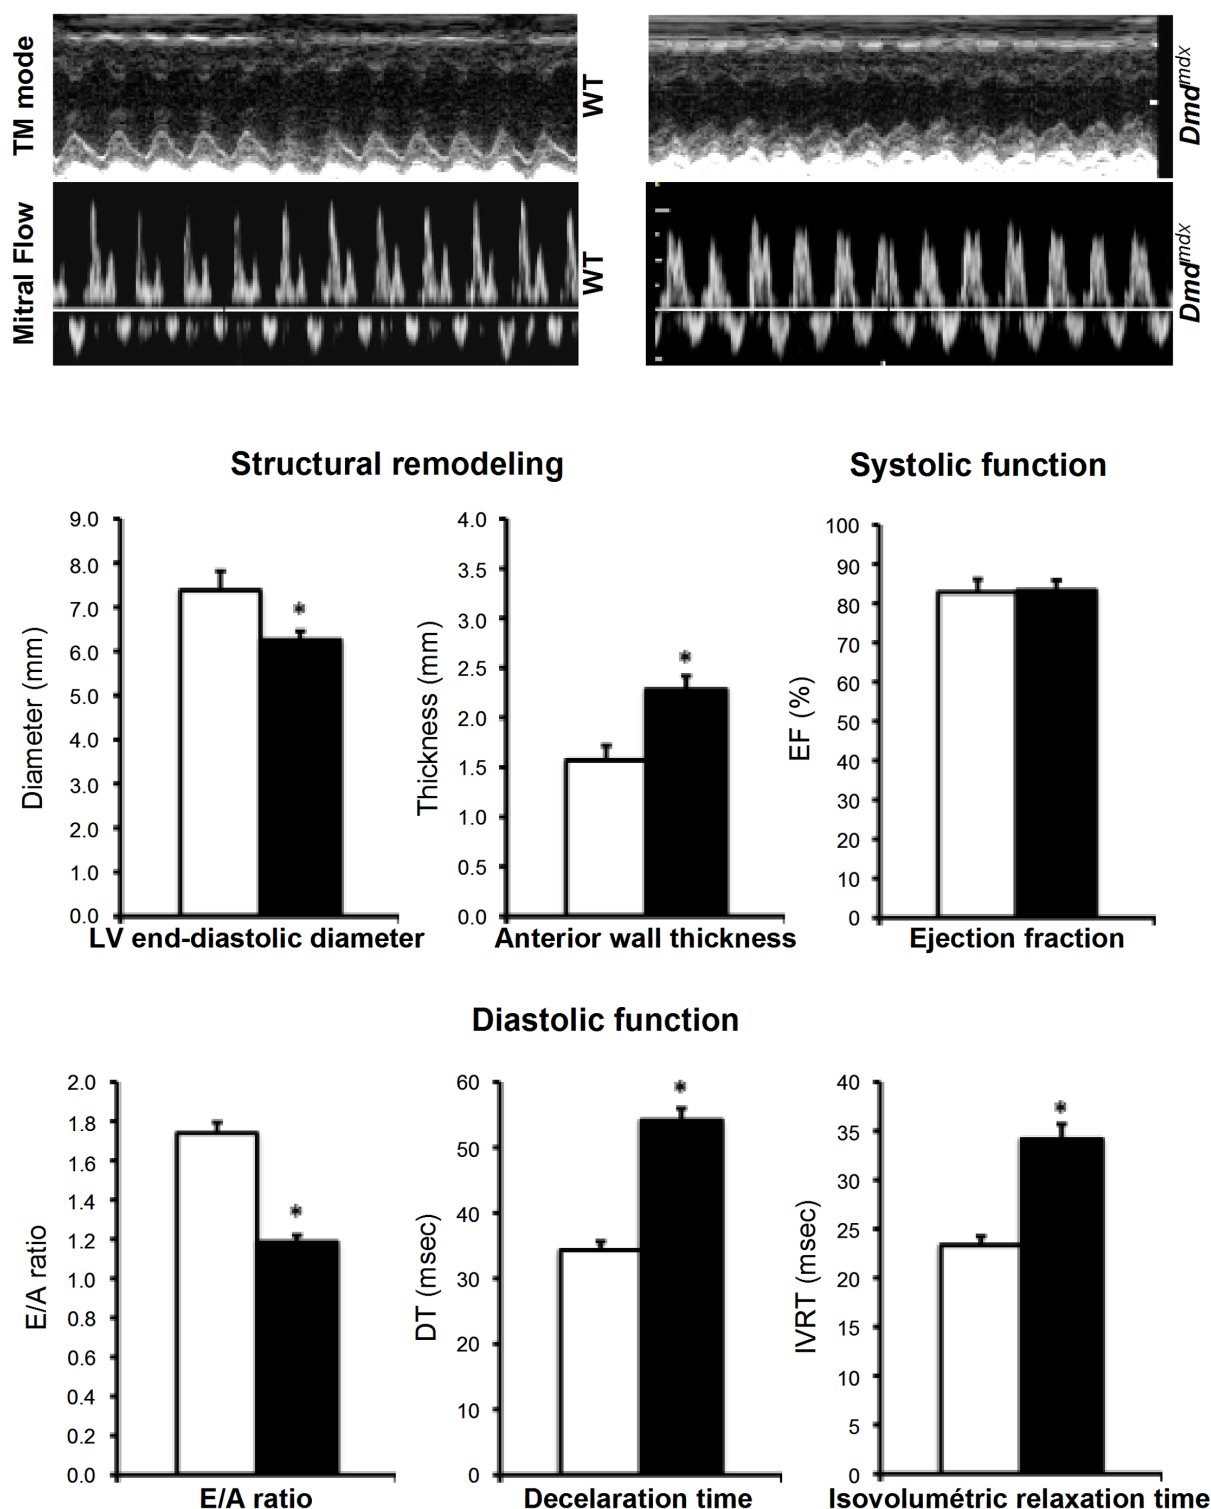 TM mode
WT
Dmdmdx
Mitral Flow
WT
Dmdmdx
Structural remodeling
Systolic function
Diameter (mm)
9.0
8.0
7.0
6.0
5.0
4.0
3.0
2.0
1.0
0.0
*
LV end-diastolic diameter
Thickness (mm)
4.0
3.5
3.0
2.5
2.0
1.5
1.0
0.5
0.0
*
Anterior wall thickness
EF (%)
100
90
80
70
60
50
40
30
20
10
0
Ejection fraction
Diastolic function
E/A ratio
2.0
1.8
1.6
1.4
1.2
1.0
0.8
0.6
0.4
0.2
0.0
*
E/A ratio
DT (msec)
60
50
40
30
20
10
0
*
Decelaration time
IVRT (msec)
40
35
30
25
20
15
10
5
0
*
Isovolumétric relaxation time